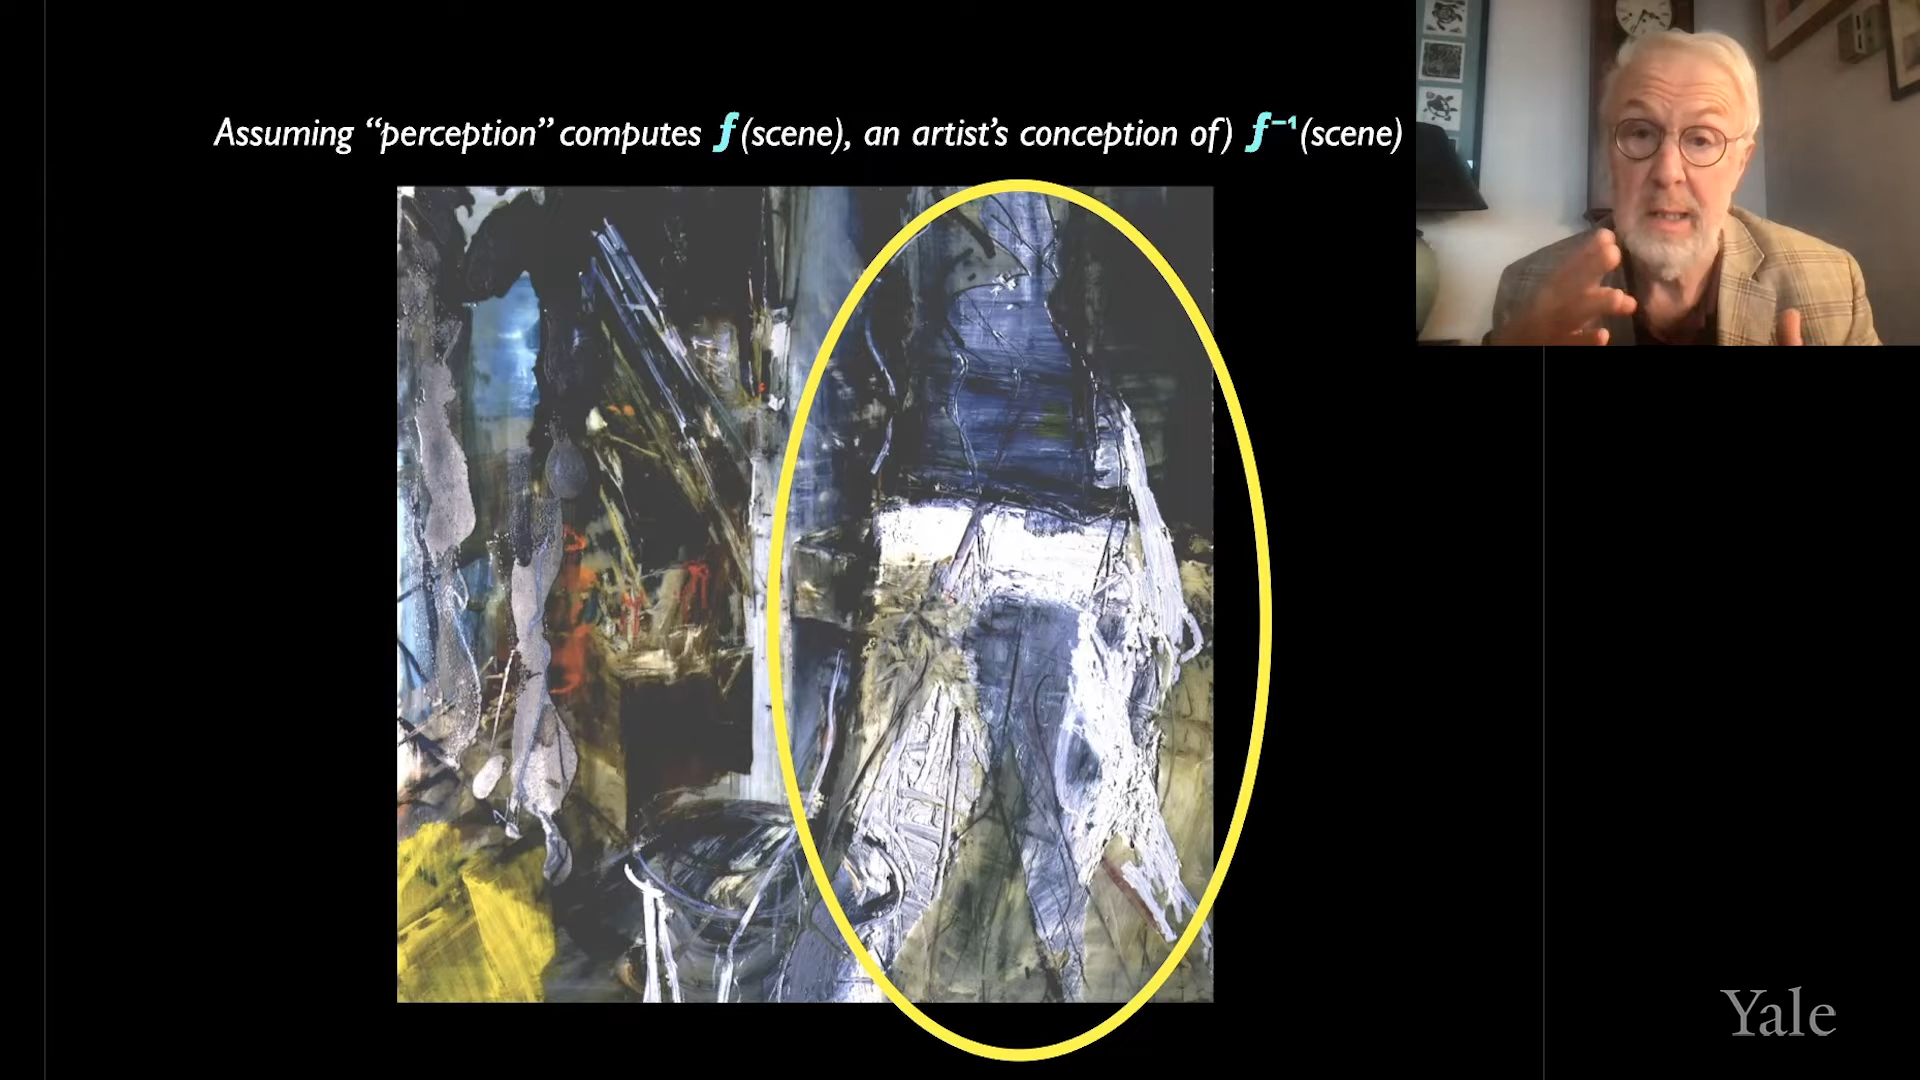 Assuming “perception” computes ƒ(scene), an artist’s conception of) ƒ⁻¹(scene)
Yale